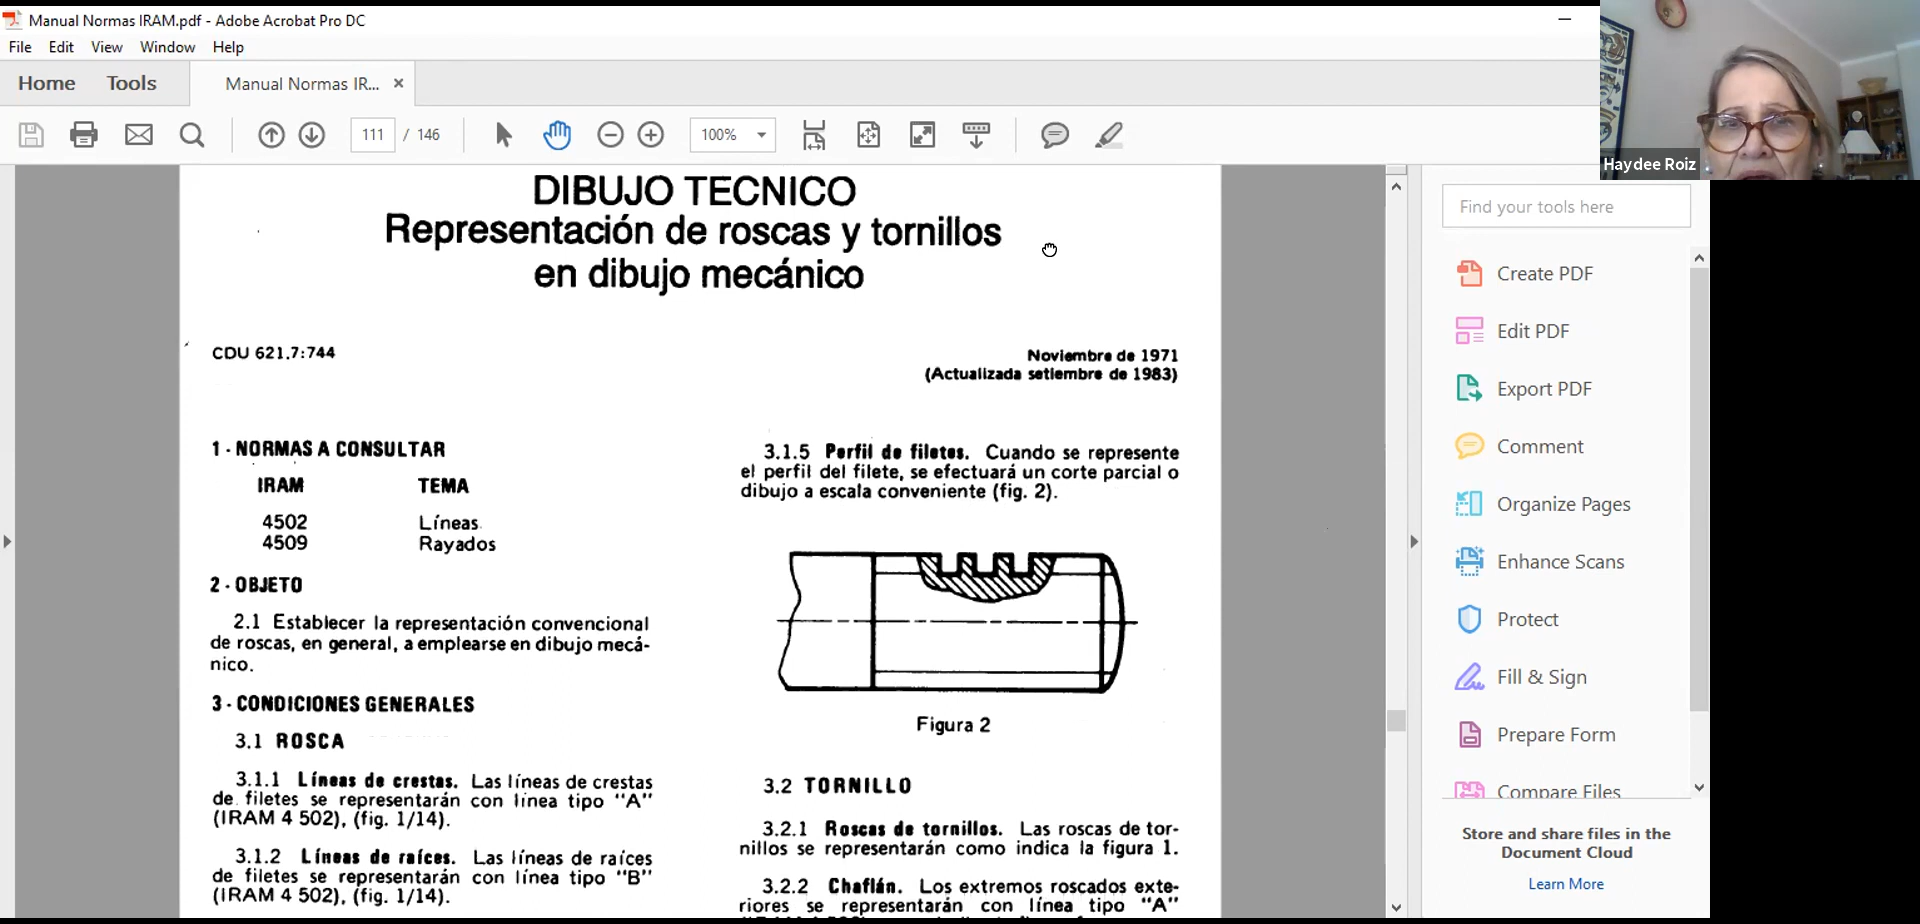 Manual Normas IRAM.pdf - Adobe Acrobat Pro DC
File Edit View Window Help
Home Tools Manual Normas IR... ×
111 / 146 100%
Haydee Roiz
DIBUJO TECNICO
Representación de roscas y tornillos
en dibujo mecánico
CDU 621.7:744
Noviembre de 1971
(Actualizada setiembre de 1983)
1 - NORMAS A CONSULTAR
IRAM TEMA
4502 Líneas
4509 Rayados
2 - OBJETO
2.1 Establecer la representación convencional
de roscas, en general, a emplearse en dibujo mecá-
nico.
3 - CONDICIONES GENERALES
3.1 ROSCA
3.1.1 Líneas de crestas. Las líneas de crestas
de filetes se representarán con línea tipo "A"
(IRAM 4 502), (fig. 1/14).
3.1.2 Líneas de raíces. Las líneas de raíces
de filetes se representarán con línea tipo "B"
(IRAM 4 502), (fig. 1/14).
3.1.5 Perfil de filetes. Cuando se represente
el perfil del filete, se efectuará un corte parcial o
dibujo a escala conveniente (fig. 2).
Figura 2
3.2 TORNILLO
3.2.1 Roscas de tornillos. Las roscas de tor-
nillos se representarán como indica la figura 1.
3.2.2 Chaflán. Los extremos roscados exte-
riores se representarán con línea tipo "A"
Find your tools here
Create PDF
Edit PDF
Export PDF
Comment
Organize Pages
Enhance Scans
Protect
Fill & Sign
Prepare Form
Compare Files
Store and share files in the
Document Cloud
Learn More